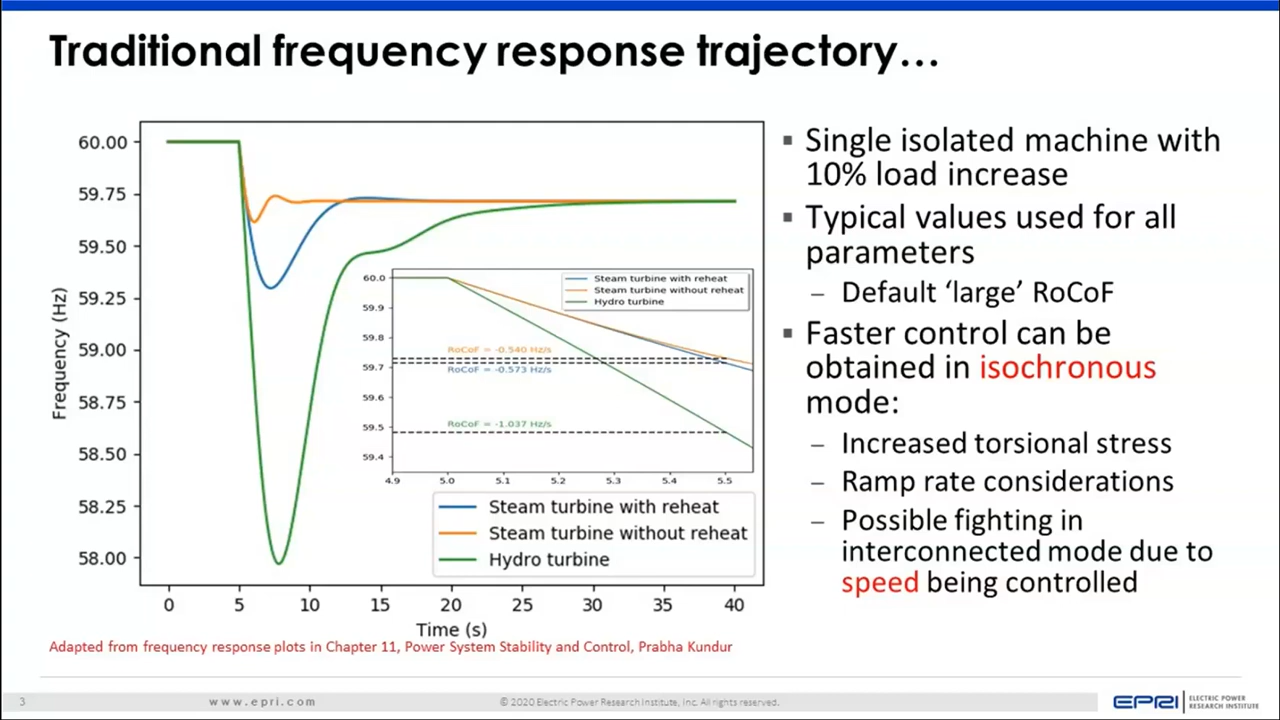 Traditional frequency response trajectory…
60.00
59.75
59.50
59.25
59.00
58.75
58.50
58.25
58.00
Frequency (Hz)
0 5 10 15 20 25 30 35 40
Time (s)
60.0
59.9
59.8
59.7
59.6
59.5
59.4
4.9 5.0 5.1 5.2 5.3 5.4 5.5
Steam turbine with reheat
Steam turbine without reheat
Hydro turbine
RoCoF = -0.540 Hz/s
RoCoF = -0.573 Hz/s
RoCoF = -1.037 Hz/s
Steam turbine with reheat
Steam turbine without reheat
Hydro turbine
Adapted from frequency response plots in Chapter 11, Power System Stability and Control, Prabha Kundur
▪ Single isolated machine with
10% load increase
▪ Typical values used for all
parameters
– Default ‘large’ RoCoF
▪ Faster control can be
obtained in isochronous
mode:
– Increased torsional stress
– Ramp rate considerations
– Possible fighting in
interconnected mode due to
speed being controlled
3
www.epri.com
© 2020 Electric Power Research Institute, Inc. All rights reserved.
EPRI
ELECTRIC POWER
RESEARCH INSTITUTE